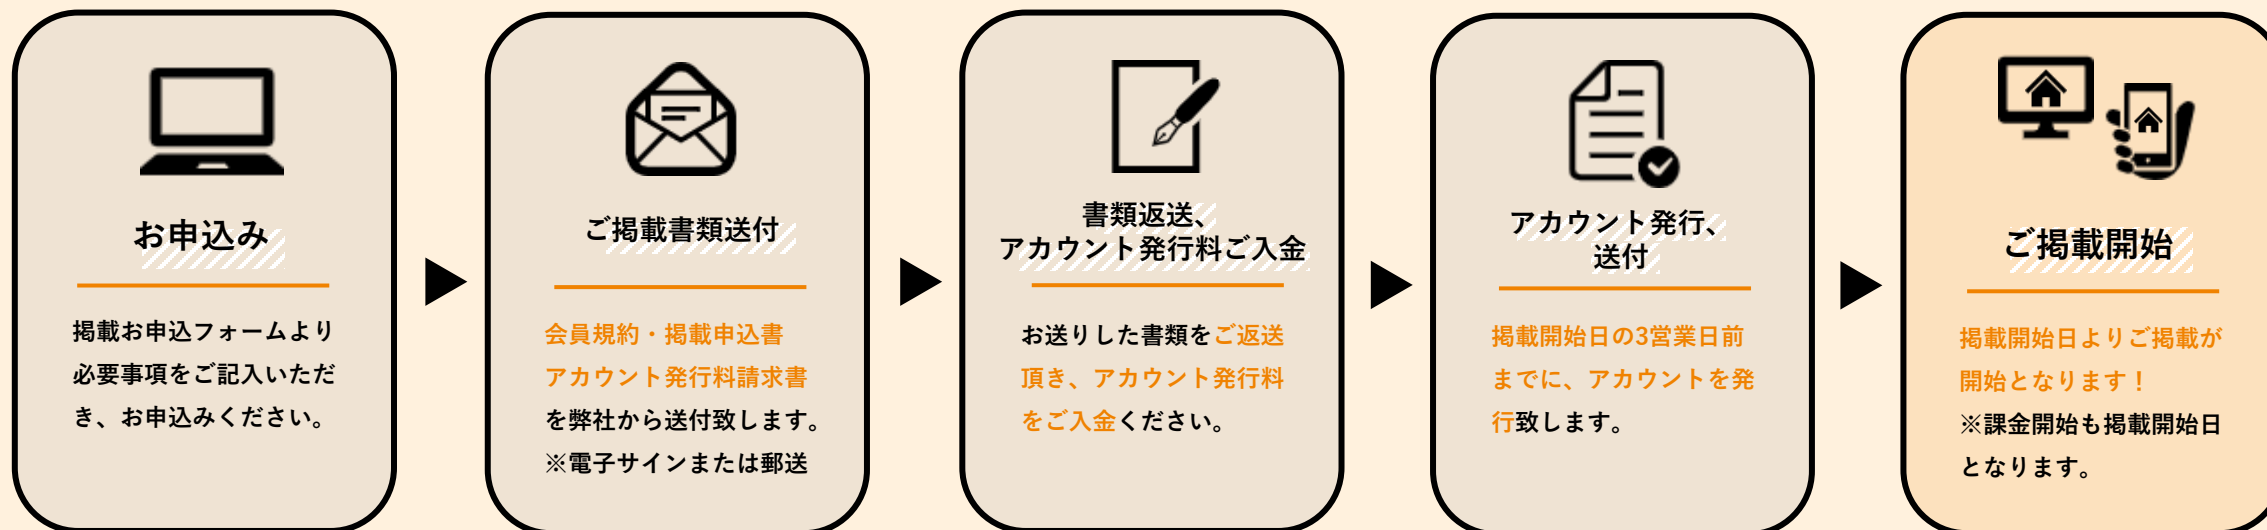 お申込み
掲載お申込フォームより
必要事項をご記入いただ
き、お申込みください。
ご掲載書類送付
会員規約・掲載申込書
アカウント発行料請求書
を弊社から送付致します。
※電子サインまたは郵送
書類返送、
アカウント発行料ご入金
お送りした書類をご返送
頂き、アカウント発行料
をご入金ください。
アカウント発行、
送付
掲載開始日の3営業日前
までに、アカウントを発
行致します。
ご掲載開始
掲載開始日よりご掲載が
開始となります！
※課金開始も掲載開始日
となります。